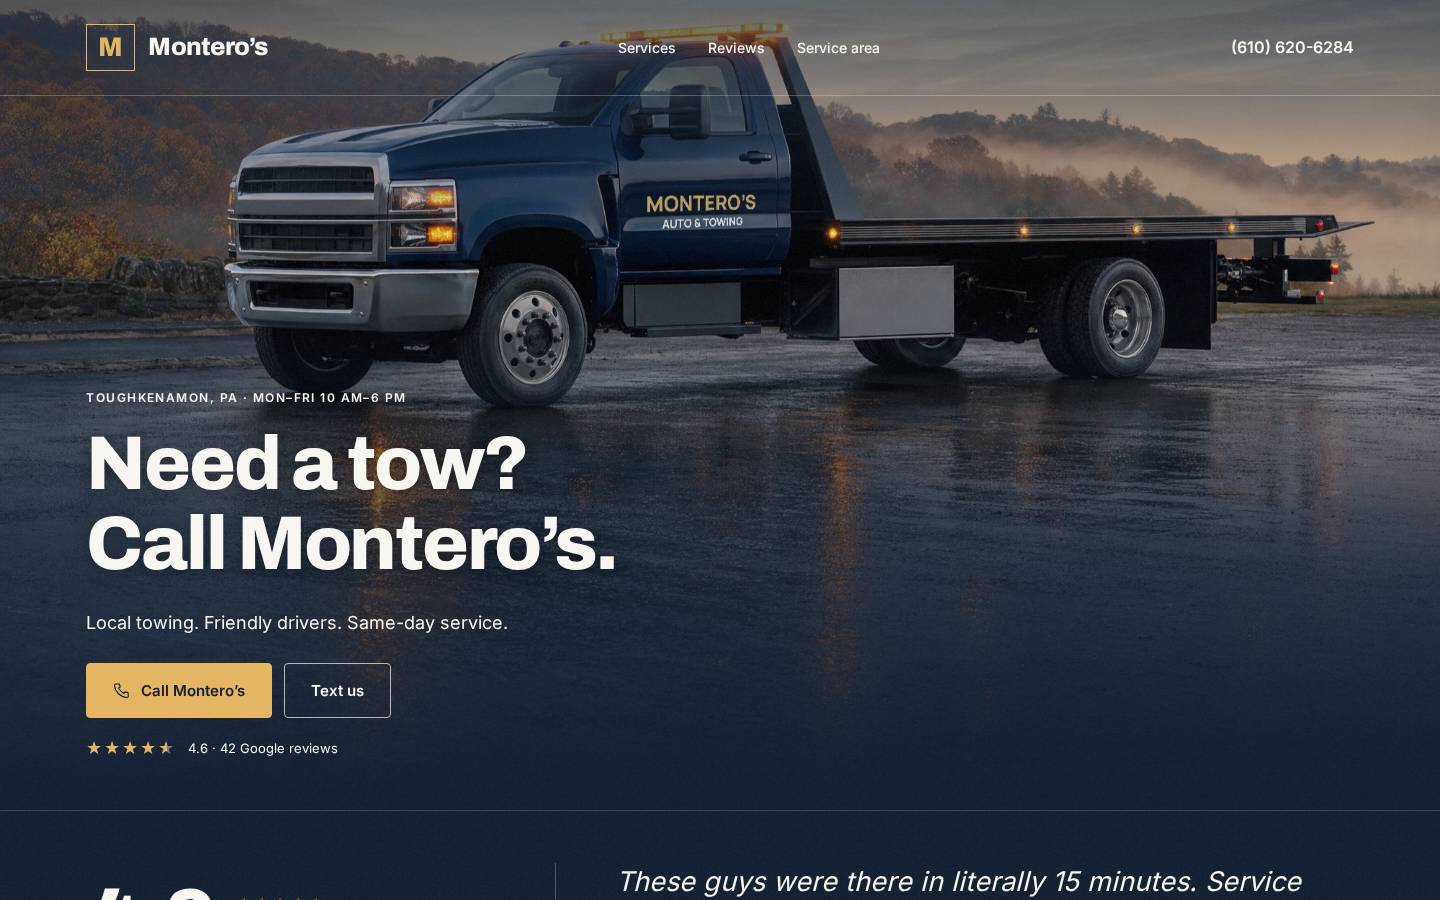 M Montero’s
Services Reviews Service area
(610) 620-6284
MONTERO'S
AUTO & TOWING
TOUGHKENAMON, PA · MON–FRI 10 AM–6 PM
Need a tow?
Call Montero’s.
Local towing. Friendly drivers. Same-day service.
Call Montero’s Text us
4.6 · 42 Google reviews
These guys were there in literally 15 minutes. Service